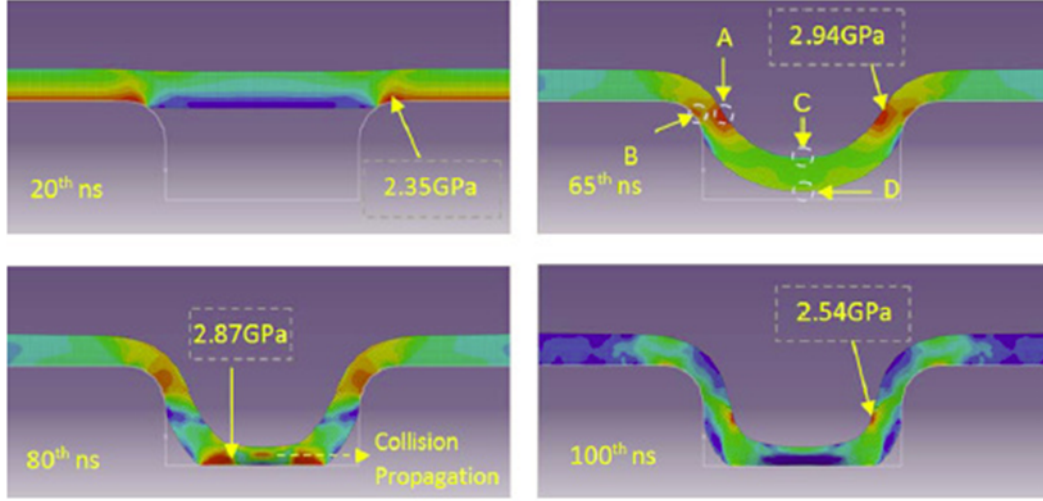 2.35GPa
20th ns
A
2.94GPa
C
B
65th ns
D
2.87GPa
80th ns
Collision
Propagation
2.54GPa
100th ns